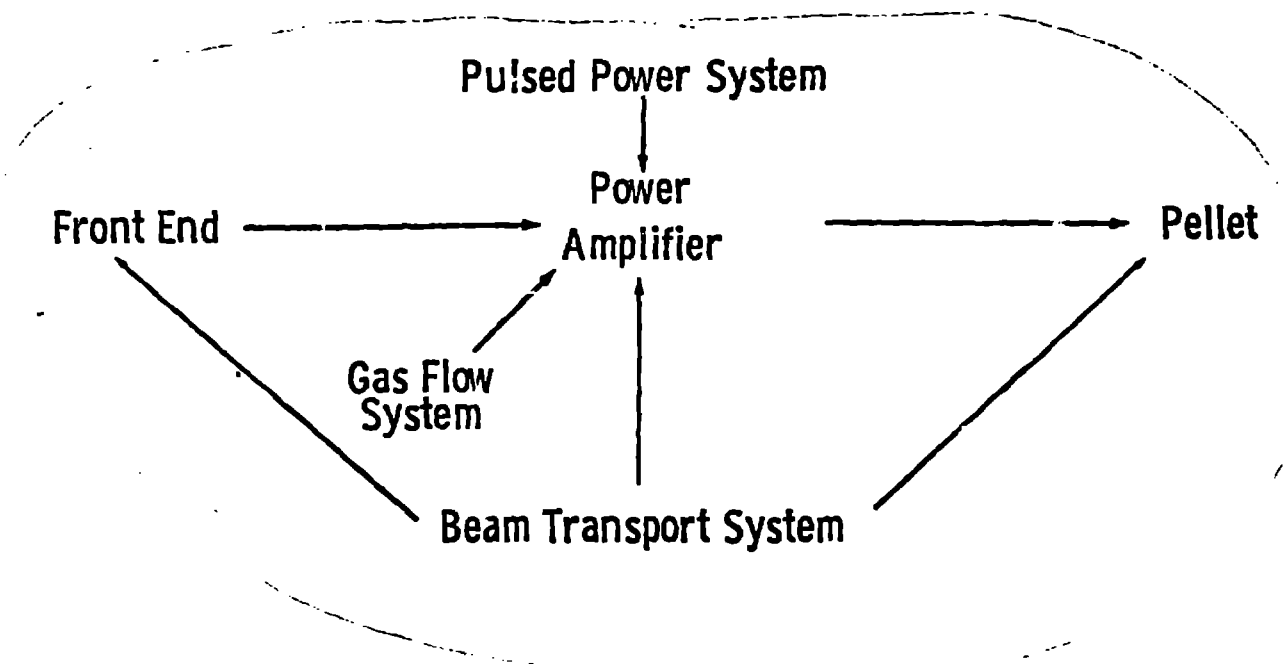 Pulsed Power System
Power
Amplifier
Front End
Pellet
Gas Flow
System
Beam Transport System